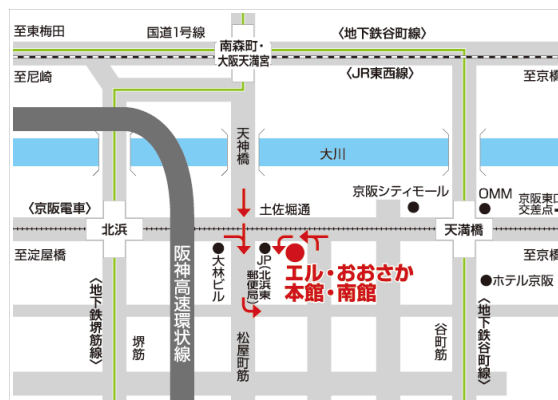 至東梅田
国道1号線
南森町・
大阪天満宮
〈地下鉄谷町線〉
至尼崎
〈JR東西線〉
至京橋
天神橋
大川
京阪シティモール
OMM
京阪東口
交差点
〈京阪電車〉
北浜
土佐堀通
天満橋
至淀屋橋
至京橋
阪神高速環状線
大林ビル
JP(北浜東
郵便局)
エル・おおさか
本館・南館
ホテル京阪
〈地下鉄堺筋線〉
堺筋
松屋町筋
谷町筋
〈地下鉄谷町線〉